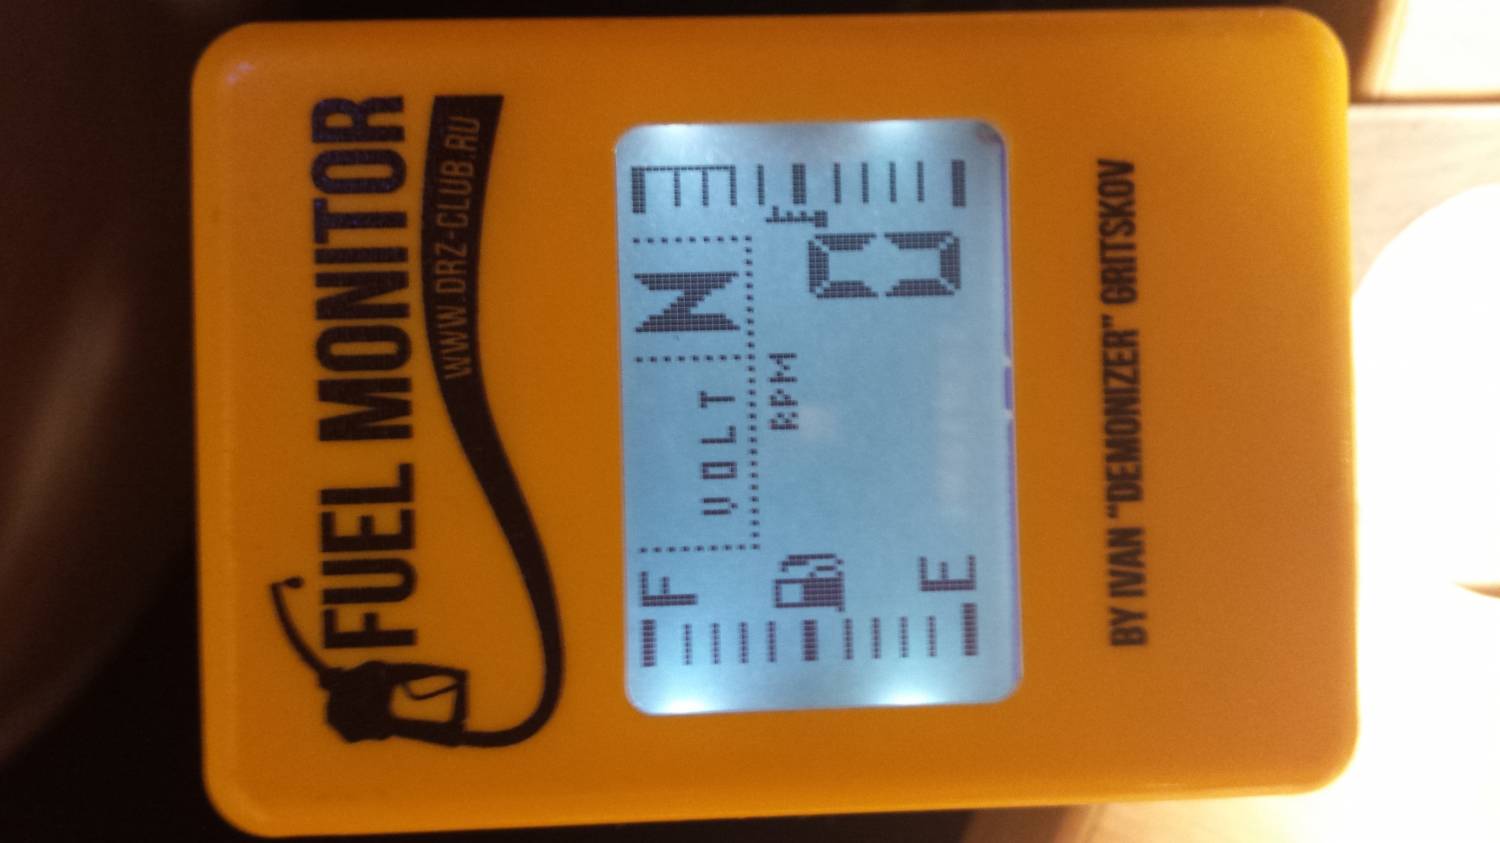 FUEL MONITOR
WWW.DRZ-CLUB.RU
F VOLT N
RPM
0
E
BY IVAN "DEMONIZER" GRITSKOV